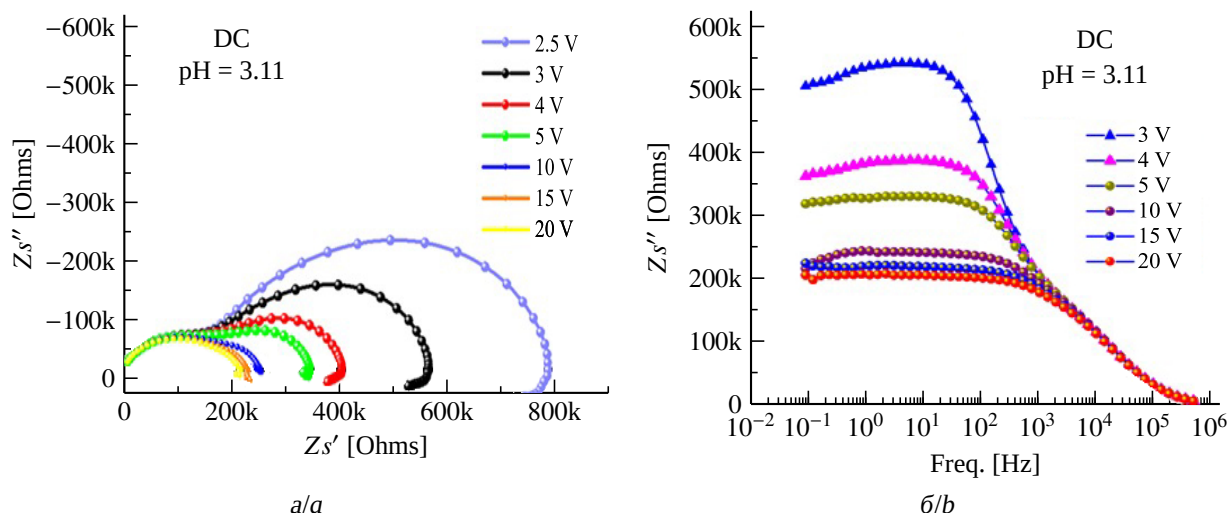 DC
pH = 3.11
−600k
−500k
−400k
−300k
−200k
−100k
0
Zs″ [Ohms]
0
200k
400k
600k
800k
Zs′ [Ohms]
2.5 V
3 V
4 V
5 V
10 V
15 V
20 V
а/a
DC
pH = 3.11
600k
500k
400k
300k
200k
100k
0
Zs″ [Ohms]
10⁻²
10⁻¹
10⁰
10¹
10²
10³
10⁴
10⁵
10⁶
Freq. [Hz]
3 V
4 V
5 V
10 V
15 V
20 V
б/b